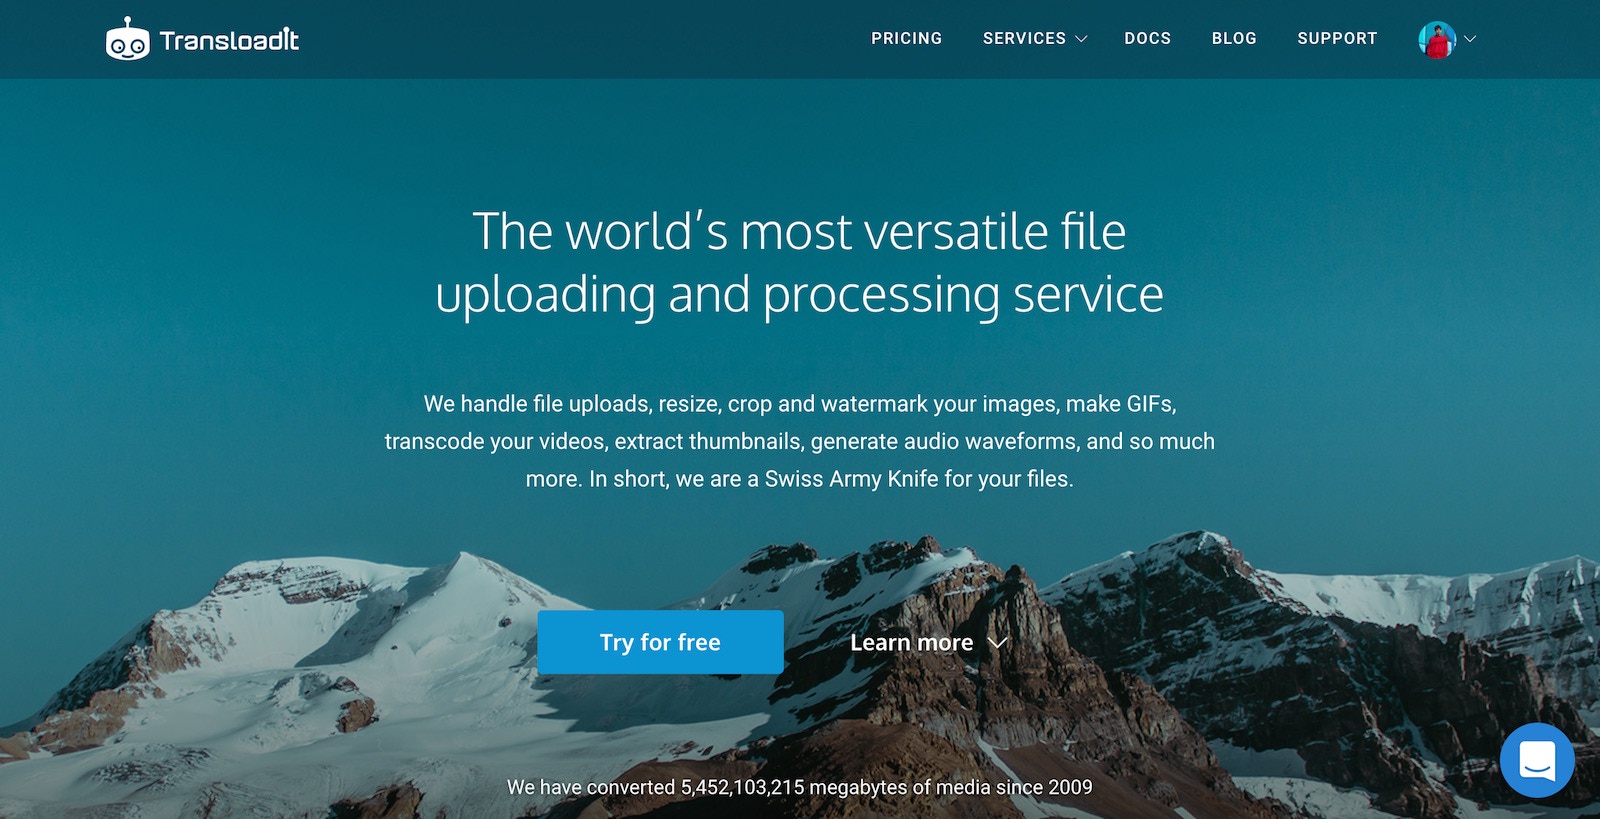 Transloadit
PRICING
SERVICES
DOCS
BLOG
SUPPORT
The world's most versatile file
uploading and processing service
We handle file uploads, resize, crop and watermark your images, make GIFs,
transcode your videos, extract thumbnails, generate audio waveforms, and so much
more. In short, we are a Swiss Army Knife for your files.
Try for free
Learn more
We have converted 5,452,103,215 megabytes of media since 2009